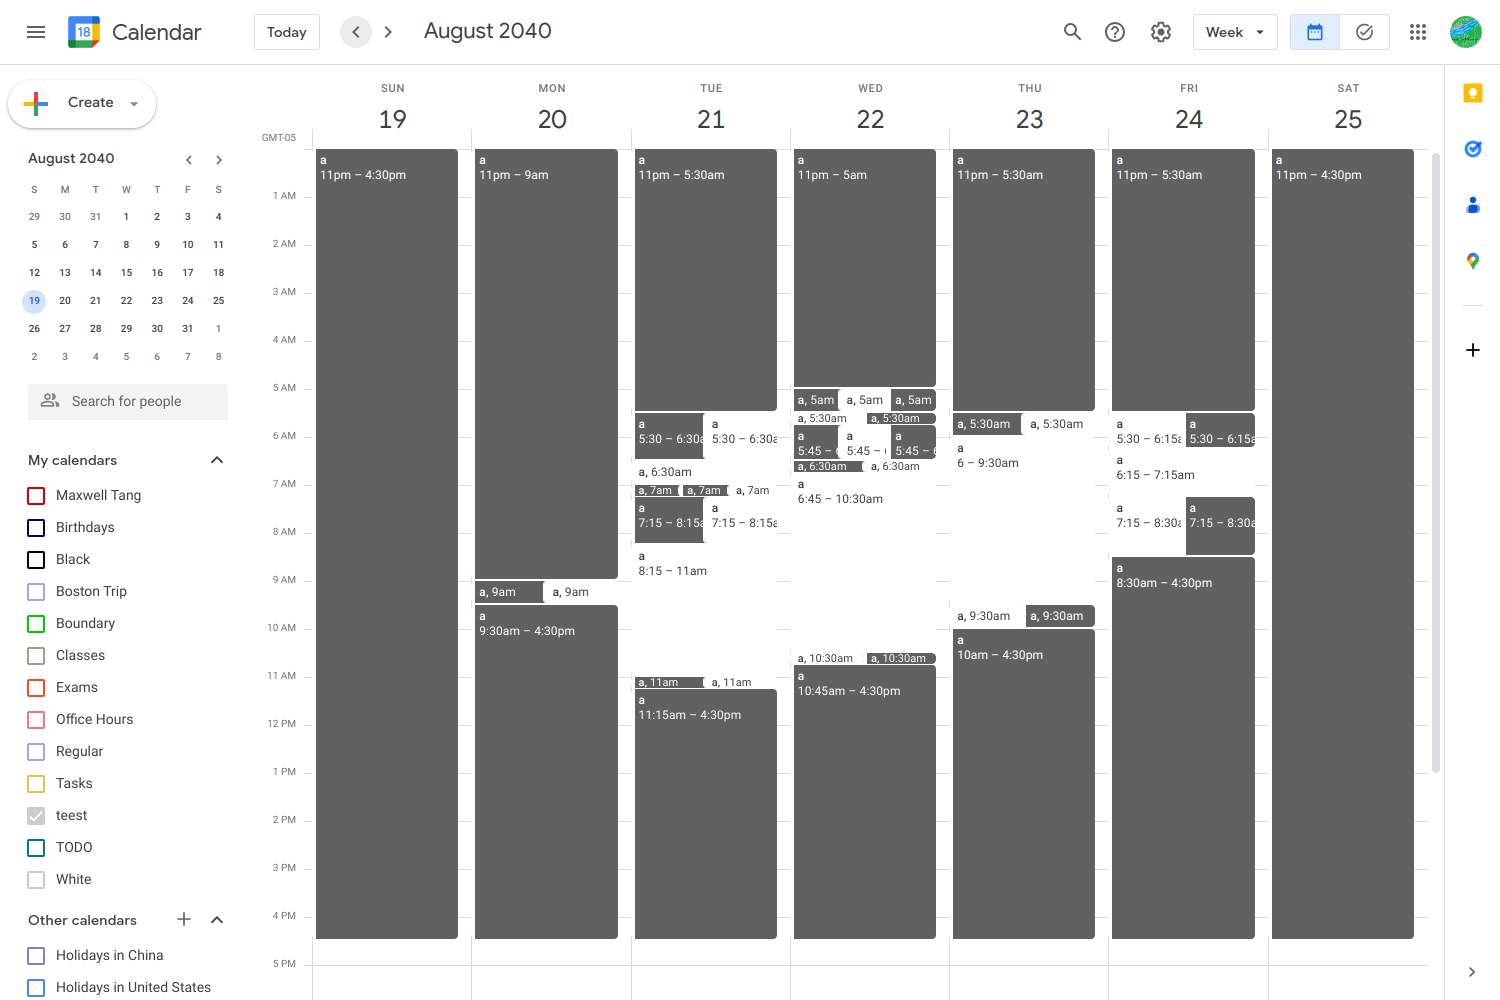 18 Calendar Today August 2040 Week
Create
August 2040
S M T W T F S
29 30 31 1 2 3 4
5 6 7 8 9 10 11
12 13 14 15 16 17 18
19 20 21 22 23 24 25
26 27 28 29 30 31 1
2 3 4 5 6 7 8
Search for people
My calendars
Maxwell Tang
Birthdays
Black
Boston Trip
Boundary
Classes
Exams
Office Hours
Regular
Tasks
teest
TODO
White
Other calendars
Holidays in China
Holidays in United States
GMT-05
SUN MON TUE WED THU FRI SAT
19 20 21 22 23 24 25
1 AM
2 AM
3 AM
4 AM
5 AM
6 AM
7 AM
8 AM
9 AM
10 AM
11 AM
12 PM
1 PM
2 PM
3 PM
4 PM
5 PM
a
11pm – 4:30pm
a
11pm – 9am
a, 9am
a, 9am
a
9:30am – 4:30pm
a
11pm – 5:30am
a
5:30 – 6:30a
a
5:30 – 6:30a
a, 6:30am
a, 7am
a, 7am
a, 7am
a
7:15 – 8:15a
a
7:15 – 8:15a
a
8:15 – 11am
a, 11am
a, 11am
a
11:15am – 4:30pm
a
11pm – 5am
a, 5am
a, 5am
a, 5am
a, 5:30am
a, 5:30am
a
5:45 – 6
a
5:45 –
a
5:45 – 6
a, 6:30am
a, 6:30am
a
6:45 – 10:30am
a, 10:30am
a, 10:30am
a
10:45am – 4:30pm
a
11pm – 5:30am
a, 5:30am
a, 5:30am
a
6 – 9:30am
a, 9:30am
a, 9:30am
a
10am – 4:30pm
a
11pm – 5:30am
a
5:30 – 6:15a
a
5:30 – 6:15a
a
6:15 – 7:15am
a
7:15 – 8:30a
a
7:15 – 8:30a
a
8:30am – 4:30pm
a
11pm – 4:30pm